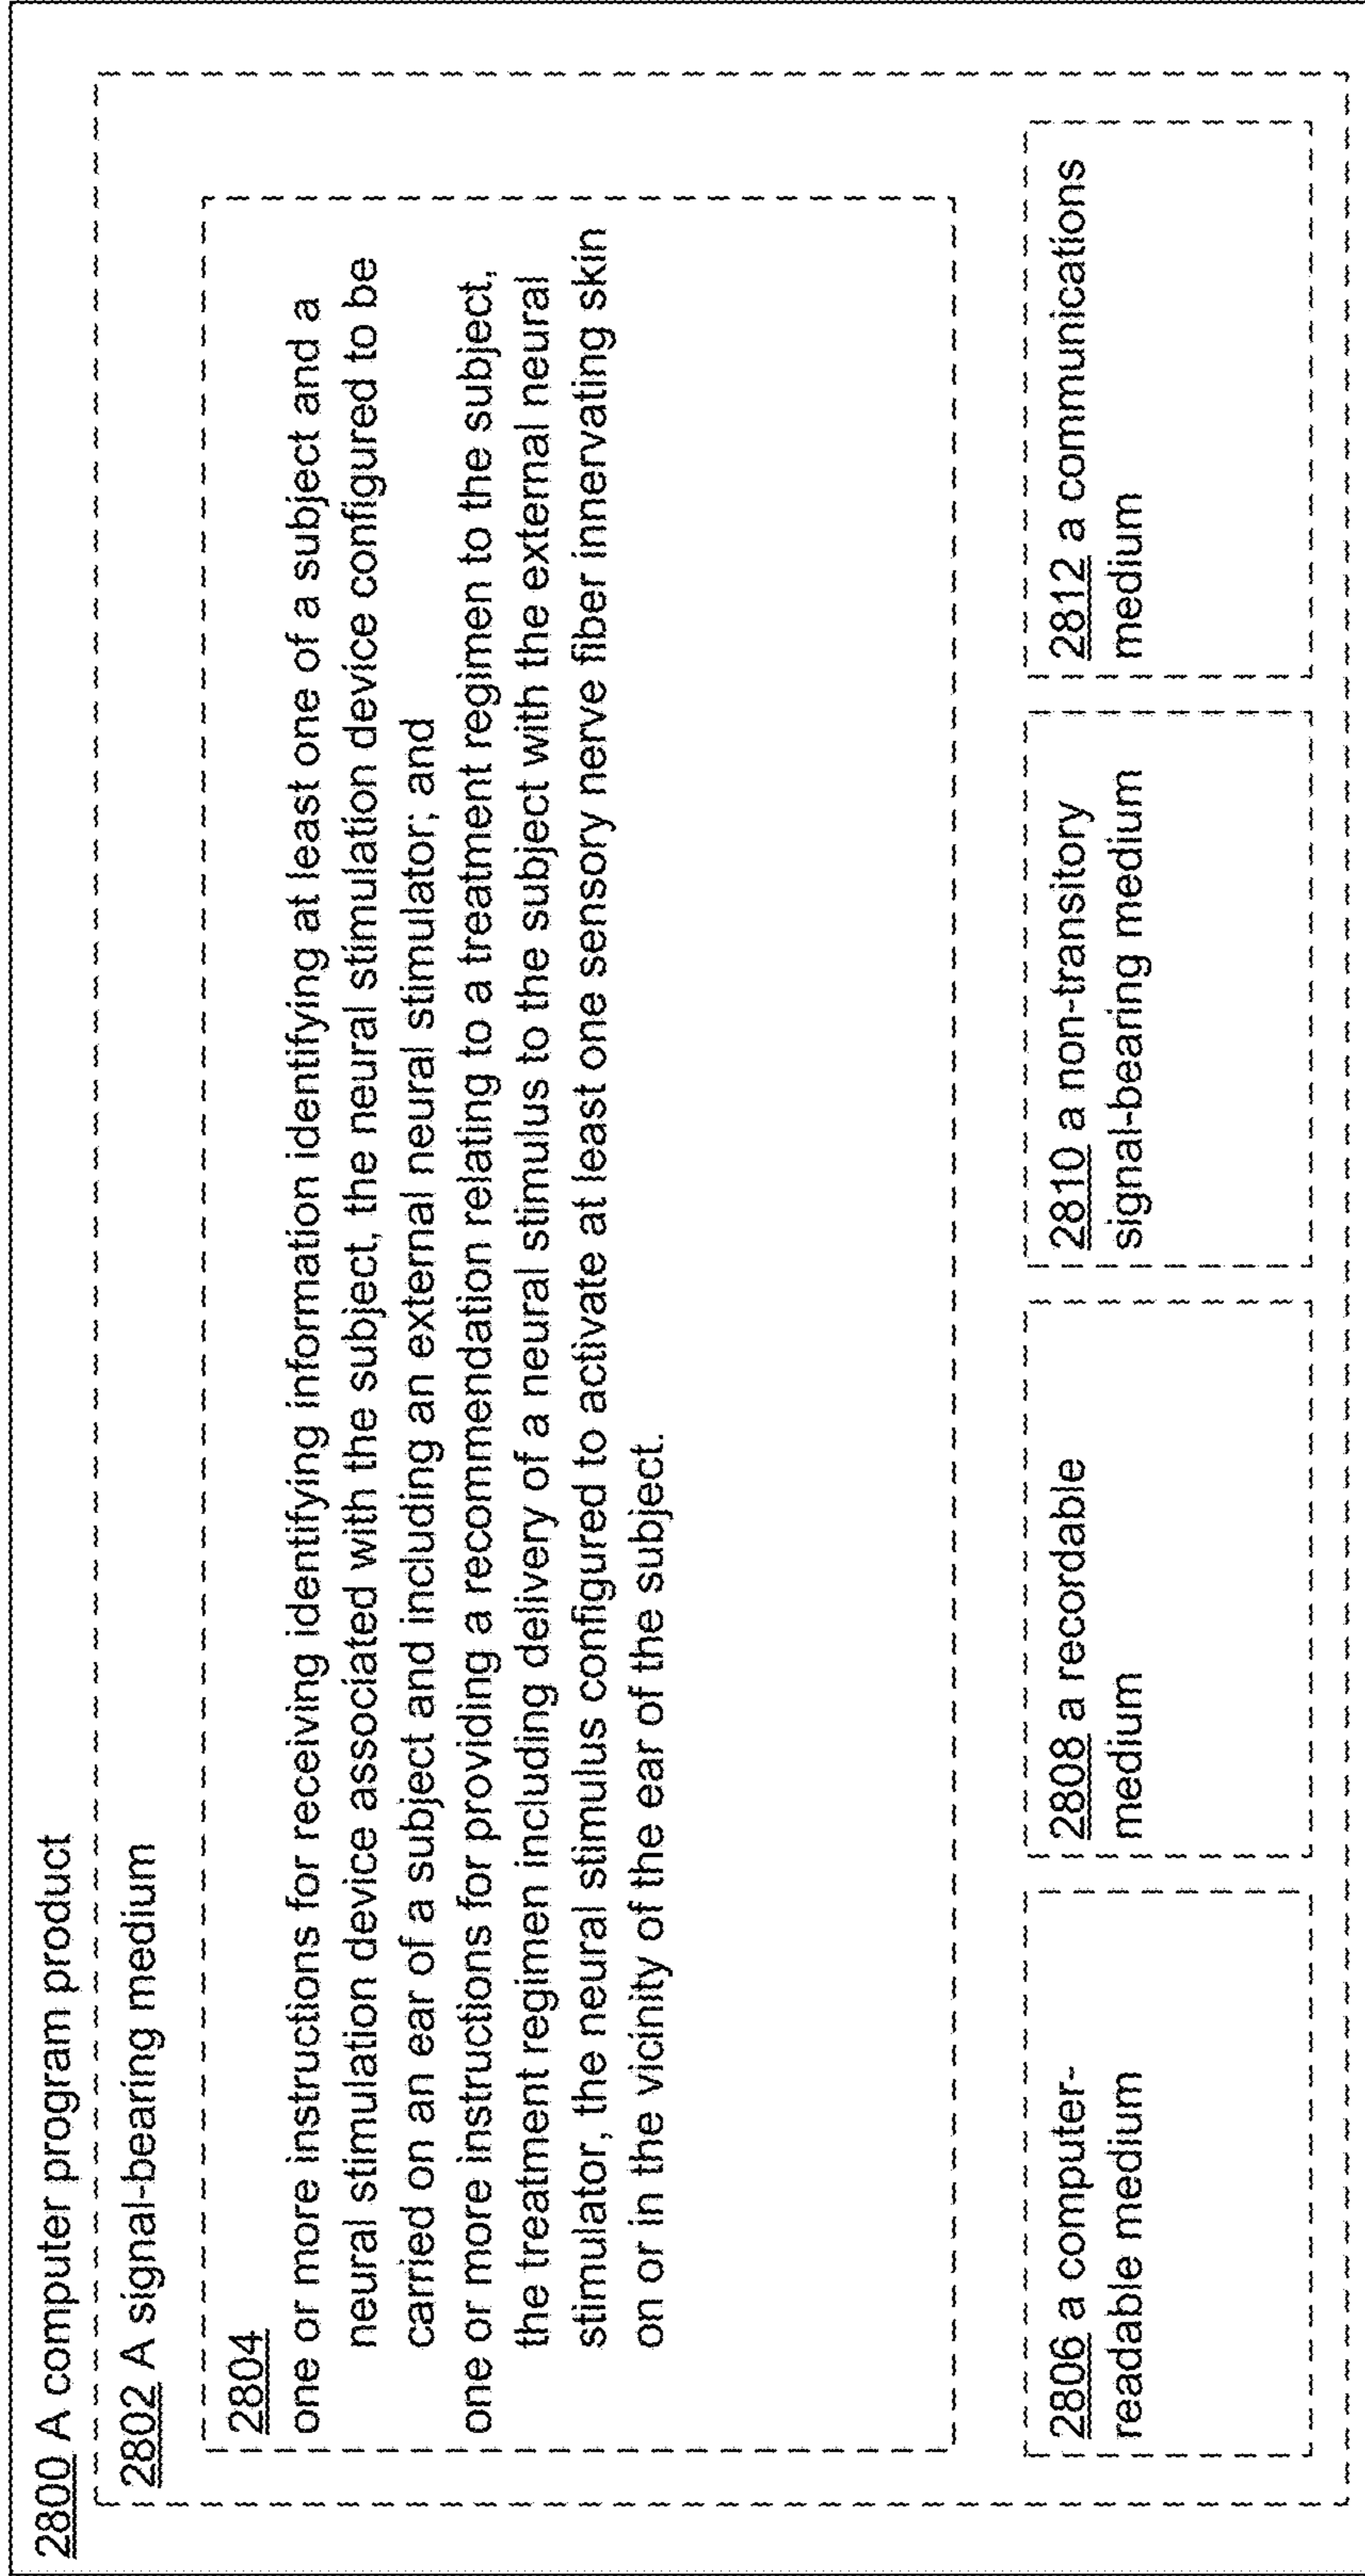 2800 A computer program product
2802 A signal-bearing medium
2804
one or more instructions for receiving identifying information identifying at least one of a subject and a
neural stimulation device associated with the subject, the neural stimulation device configured to be
carried on an ear of a subject and including an external neural stimulator; and
one or more instructions for providing a recommendation relating to a treatment regimen to the subject,
the treatment regimen including delivery of a neural stimulus to the subject with the external neural
stimulator, the neural stimulus configured to activate at least one sensory nerve fiber innervating skin
on or in the vicinity of the ear of the subject.
2806 a computer-
readable medium
2808 a recordable
medium
2810 a non-transitory
signal-bearing medium
2812 a communications
medium